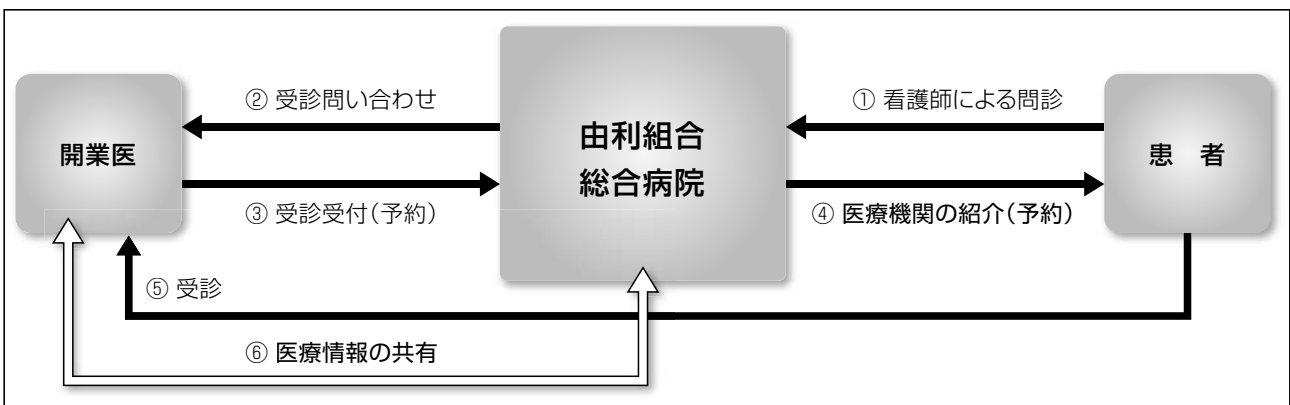 ② 受診問い合わせ
① 看護師による問診
開業医
由利組合
総合病院
患　者
③ 受診受付(予約)
④ 医療機関の紹介(予約)
⑤ 受診
⑥ 医療情報の共有